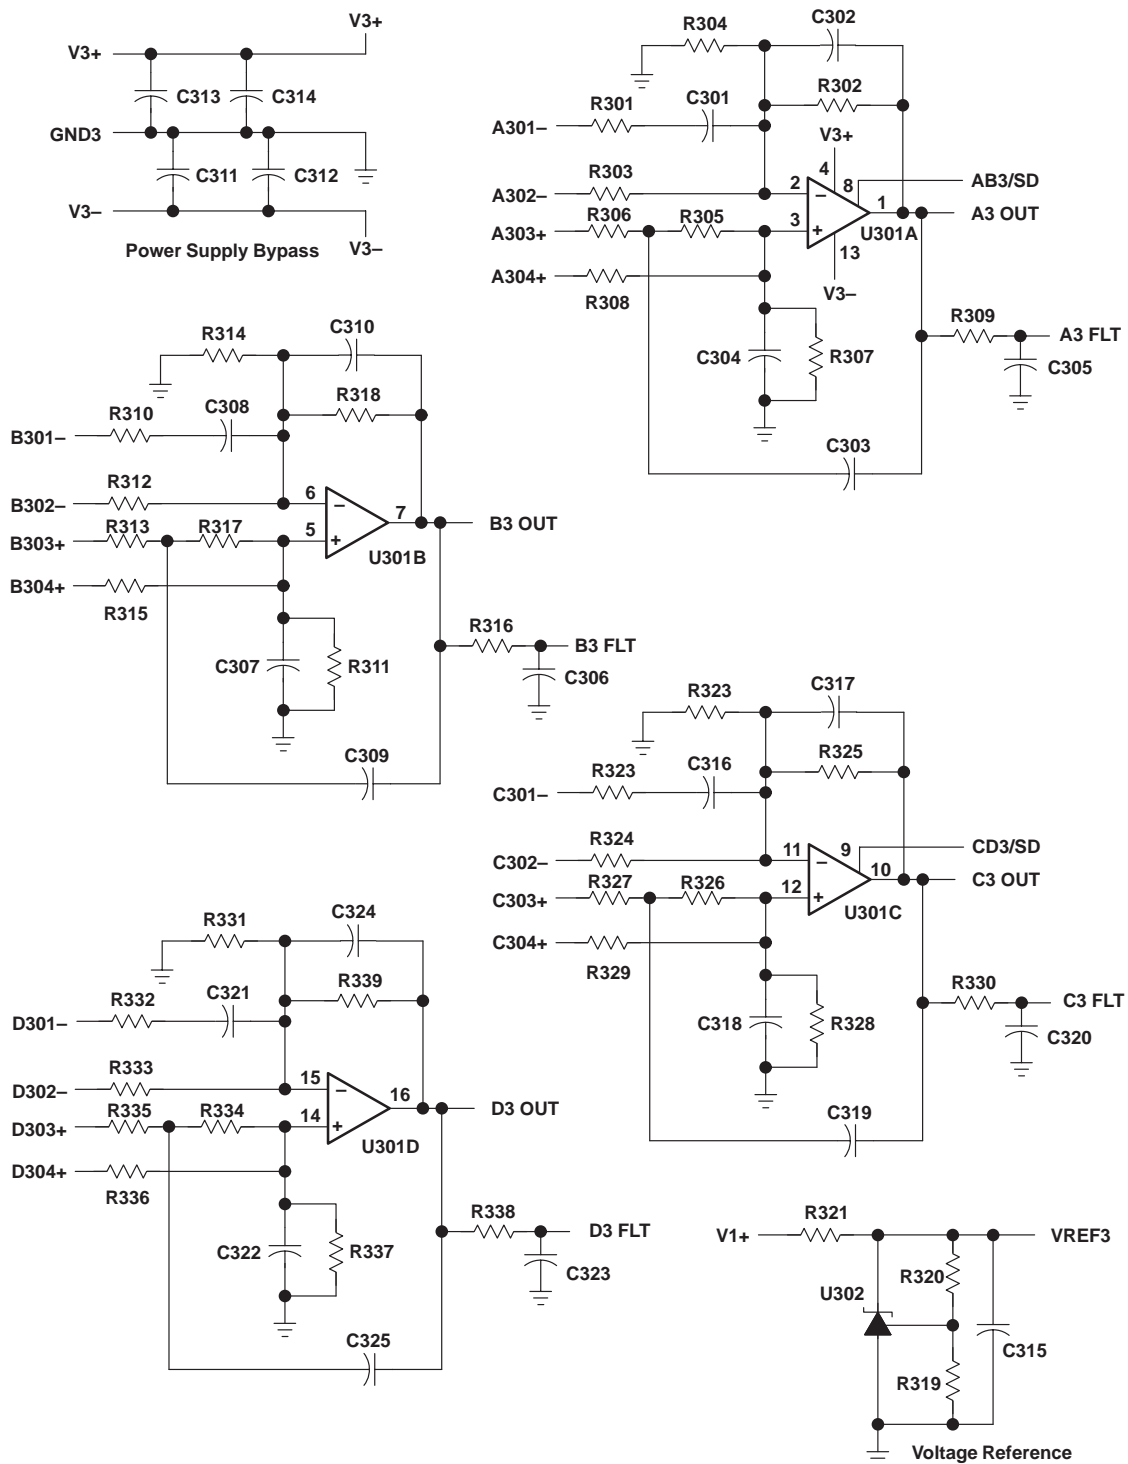 V3+
V3+
C313
C314
GND3
C311
C312
V3–
V3–
Power Supply Bypass
R304
C302
R302
R301
C301
A301–
V3+
R303
4
8
AB3/SD
A302–
2
–
1
A3 OUT
R306
R305
A303+
3
+
U301A
13
A304+
R308
V3–
R309
A3 FLT
C304
R307
C305
C303
R314
C310
R318
R310
C308
B301–
R312
B302–
6
–
7
B3 OUT
R313
R317
B303+
5
+
U301B
B304+
R315
R316
B3 FLT
C307
R311
C306
C309
R323
C317
R325
R323
C316
C301–
R324
9
CD3/SD
C302–
11
–
10
C3 OUT
R327
R326
C303+
12
+
U301C
C304+
R329
R330
C3 FLT
C318
R328
C320
C319
R331
C324
R339
R332
C321
D301–
R333
D302–
15
–
16
D3 OUT
R335
R334
D303+
14
+
U301D
D304+
R336
R338
D3 FLT
C322
R337
C323
C325
R321
V1+
VREF3
R320
U302
C315
R319
Voltage Reference